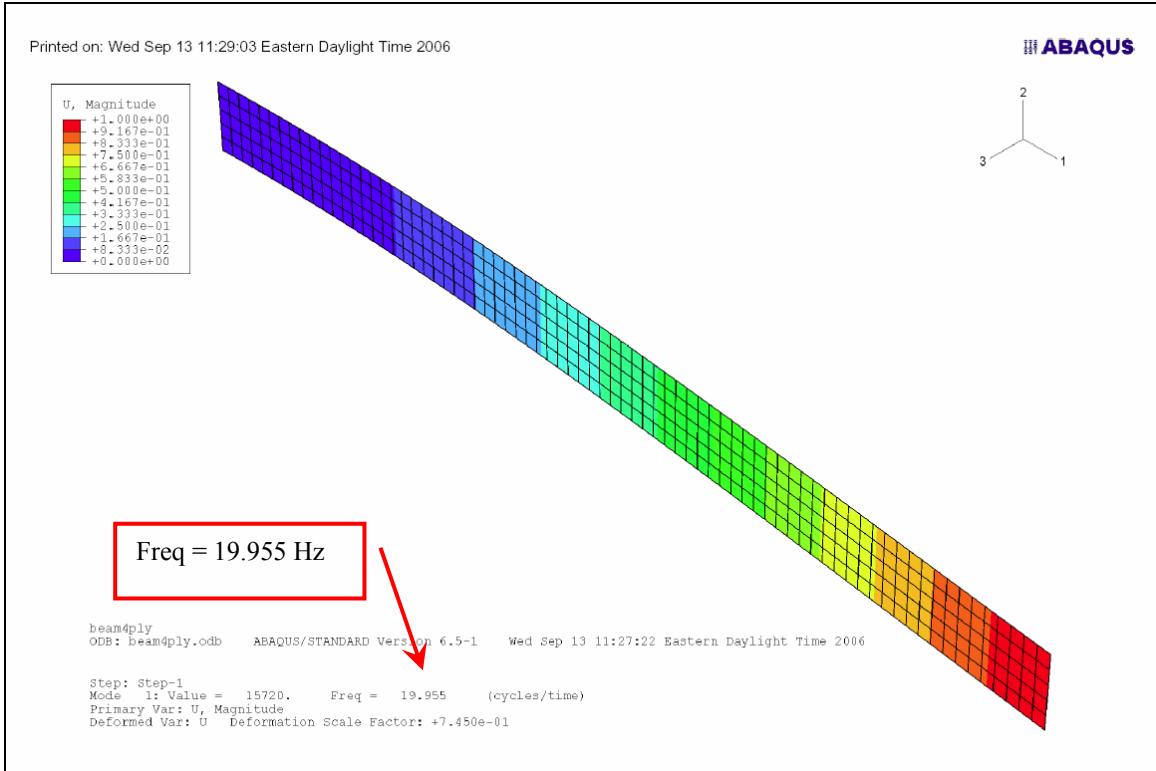 Printed on: Wed Sep 13 11:29:03 Eastern Daylight Time 2006
ABAQUS
U, Magnitude
+1.000e+00
+9.167e-01
+8.333e-01
+7.500e-01
+6.667e-01
+5.833e-01
+5.000e-01
+4.167e-01
+3.333e-01
+2.500e-01
+1.667e-01
+8.333e-02
+0.000e+00
2
3
1
Freq = 19.955 Hz
beam4ply
ODB: beam4ply.odb ABAQUS/STANDARD Version 6.5-1 Wed Sep 13 11:27:22 Eastern Daylight Time 2006
Step: Step-1
Mode 1: Value = 15720. Freq = 19.955 (cycles/time)
Primary Var: U, Magnitude
Deformed Var: U Deformation Scale Factor: +7.450e-01